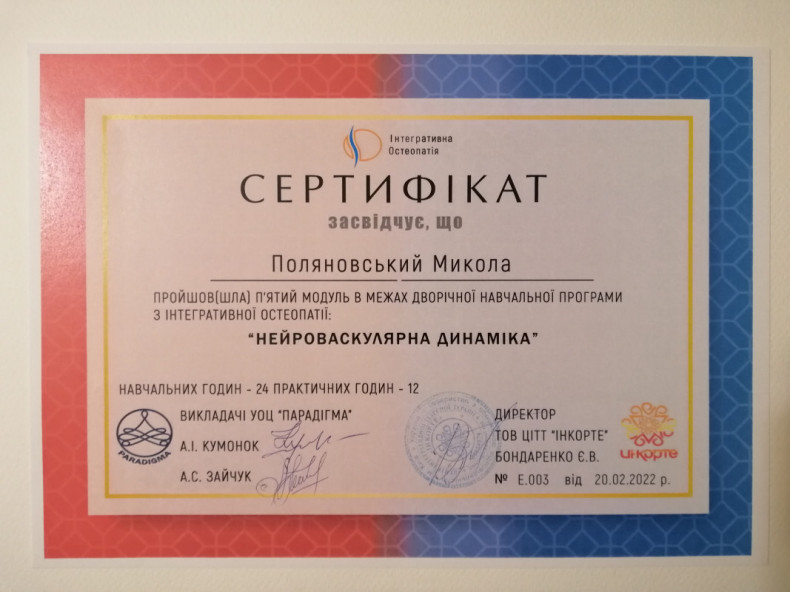 Інтегративна
Остеопатія
СЕРТИФІКАТ
засвідчує, що
Поляновський Микола
ПРОЙШОВ(ШЛА) П'ЯТИЙ МОДУЛЬ В МЕЖАХ ДВОРІЧНОЇ НАВЧАЛЬНОЇ ПРОГРАМИ
З ІНТЕГРАТИВНОЇ ОСТЕОПАТІЇ:
"НЕЙРОВАСКУЛЯРНА ДИНАМІКА"
НАВЧАЛЬНИХ ГОДИН - 24 ПРАКТИЧНИХ ГОДИН - 12
ВИКЛАДАЧІ УОЦ "ПАРАДІГМА"
А.І. КУМОНОК
А.С. ЗАЙЧУК
PARADIGMA
ДИРЕКТОР
ТОВ ЦІТТ "ІНКОРТЕ"
БОНДАРЕНКО Є.В.
№ Е.003 від 20.02.2022 р.
інкорте